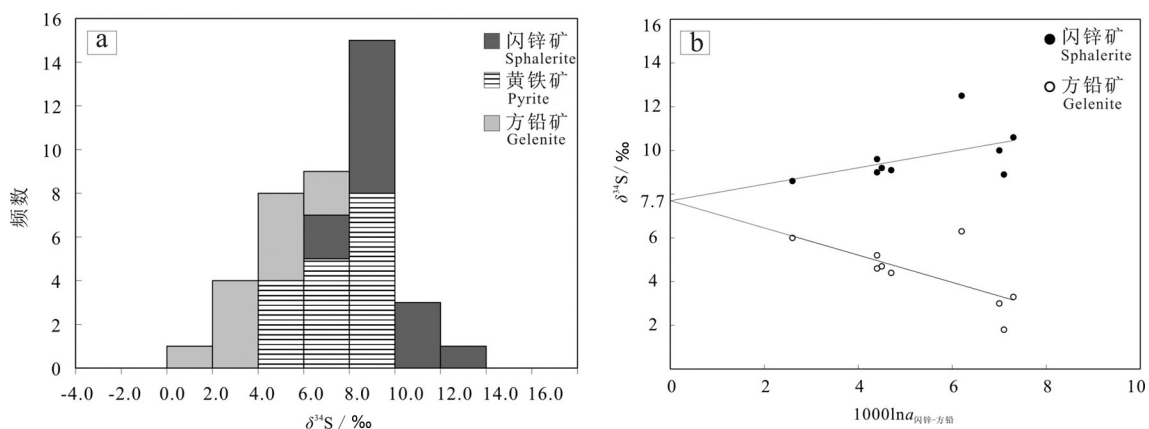 a
16
14
12
10
8
6
4
2
0
频数
闪锌矿
Sphalerite
黄铁矿
Pyrite
方铅矿
Gelenite
-4.0 -2.0 0.0 2.0 4.0 6.0 8.0 10.0 12.0 14.0 16.0
δ³⁴S / ‰
b
16
14
12
10
7.7
6
4
2
δ³⁴S / ‰
闪锌矿
Sphalerite
方铅矿
Gelenite
0 2 4 6 8 10
1000lna闪锌-方铅